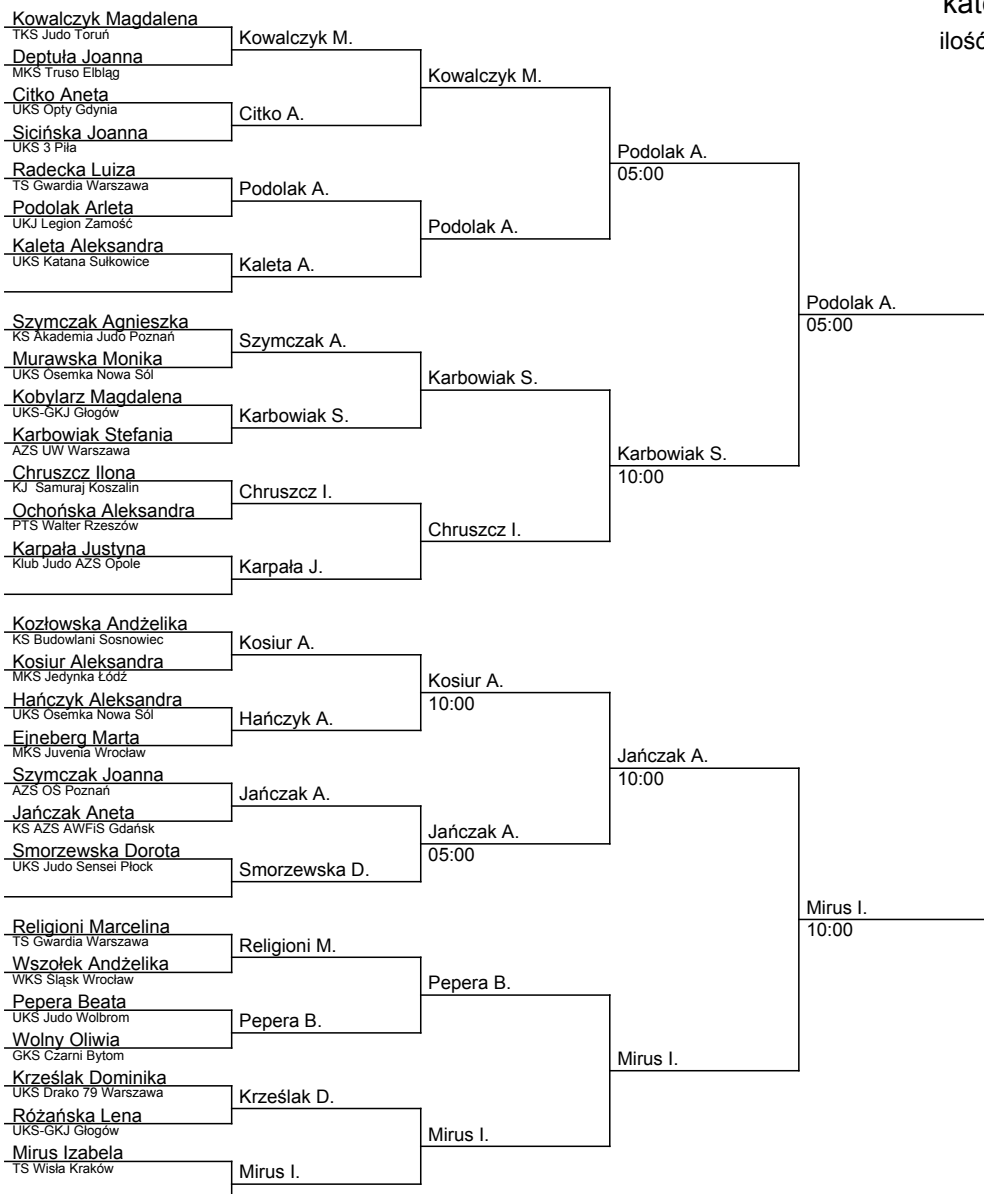 Kowalczyk Magdalena
TKS Judo Toruń
Deptuła Joanna
MKS Truso Elbląg
Citko Aneta
UKS Opty Gdynia
Sicińska Joanna
UKS 3 Piła
Radecka Luiza
TS Gwardia Warszawa
Podolak Arleta
UKJ Legion Zamość
Kaleta Aleksandra
UKS Katana Sułkowice
Szymczak Agnieszka
KS Akademia Judo Poznań
Murawska Monika
UKS Ósemka Nowa Sól
Kobylarz Magdalena
UKS-GKJ Głogów
Karbowiak Stefania
AZS UW Warszawa
Chruszcz Ilona
KJ Samuraj Koszalin
Ochońska Aleksandra
PTS Walter Rzeszów
Karpała Justyna
Klub Judo AZS Opole
Kozłowska Andżelika
KS Budowlani Sosnowiec
Kosiur Aleksandra
MKS Jedynka Łódź
Hańczyk Aleksandra
UKS Ósemka Nowa Sól
Ejneberg Marta
MKS Juvenia Wrocław
Szymczak Joanna
AZS OŚ Poznań
Jańczak Aneta
KS AZS AWFiS Gdańsk
Smorzewska Dorota
UKS Judo Sensei Płock
Religioni Marcelina
TS Gwardia Warszawa
Wszołek Andżelika
WKS Śląsk Wrocław
Pepera Beata
UKS Judo Wolbrom
Wolny Oliwia
GKS Czarni Bytom
Krześlak Dominika
UKS Drako 79 Warszawa
Różańska Lena
UKS-GKJ Głogów
Mirus Izabela
TS Wisła Kraków
Kowalczyk M.
Citko A.
Podolak A.
Kaleta A.
Szymczak A.
Karbowiak S.
Chruszcz I.
Karpała J.
Kosiur A.
Hańczyk A.
Jańczak A.
Smorzewska D.
Religioni M.
Pepera B.
Krześlak D.
Mirus I.
Kowalczyk M.
Podolak A.
Karbowiak S.
Chruszcz I.
Kosiur A.
10:00
Jańczak A.
05:00
Pepera B.
Mirus I.
Podolak A.
05:00
Karbowiak S.
10:00
Jańczak A.
10:00
Mirus I.
Podolak A.
05:00
Mirus I.
10:00
kat
ilość